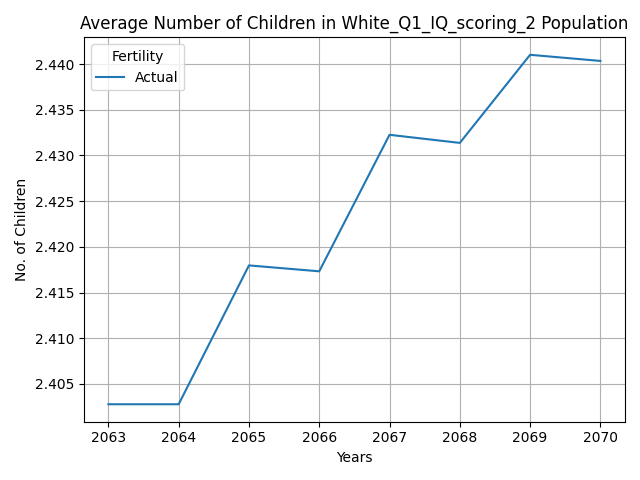 Average Number of Children in White_Q1_IQ_scoring_2 Population
Fertility
Actual
No. of Children
2.440
2.435
2.430
2.425
2.420
2.415
2.410
2.405
2063 2064 2065 2066 2067 2068 2069 2070
Years